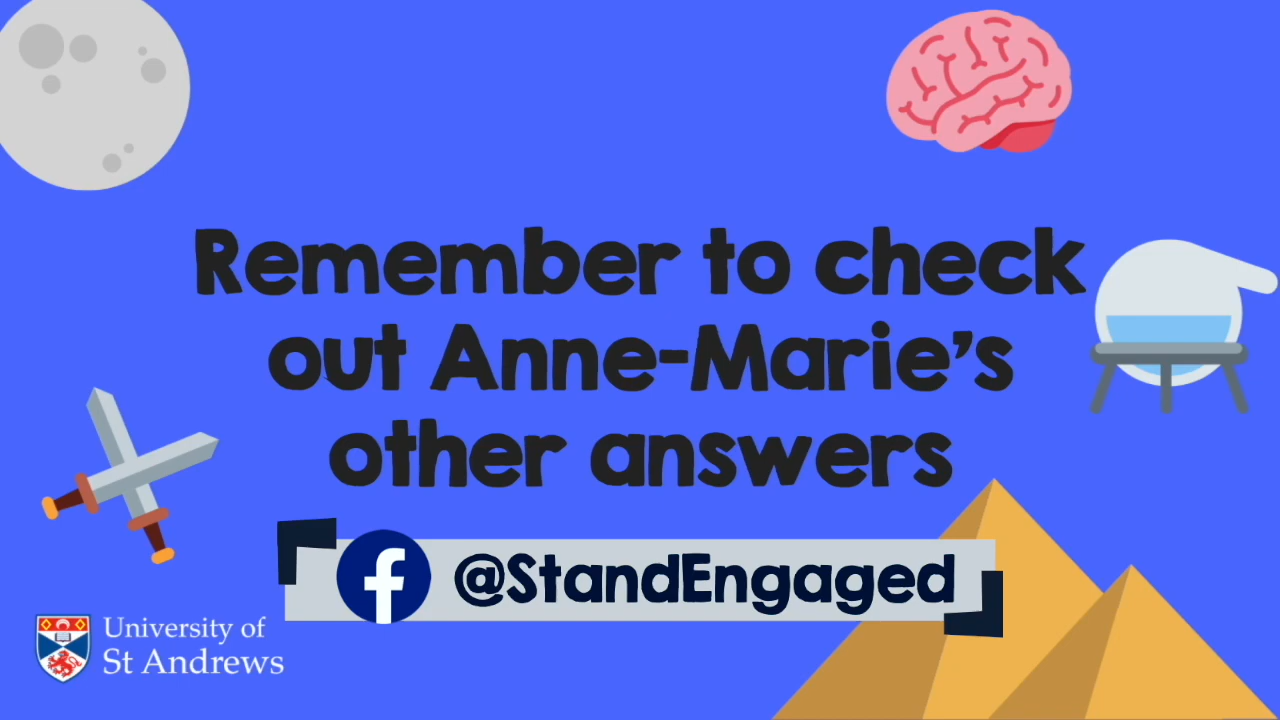 Remember to check
out Anne-Marie's
other answers
@StandEngaged
University of
St Andrews